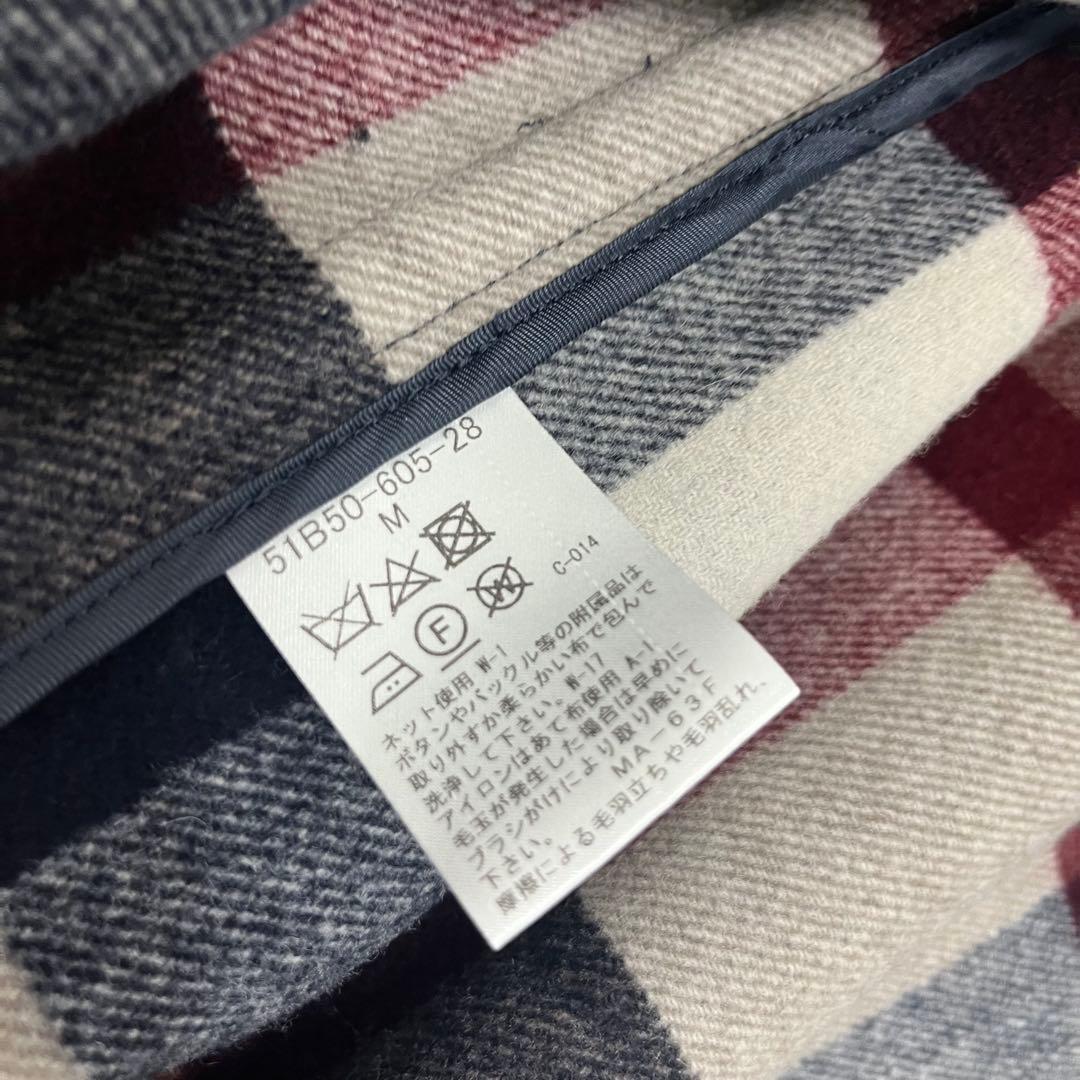 51B50-605-28
M
F
W
C-014
ネット使用 W-1
ボタンやバックル等の附属品は
取り外すか柔らかい布で包んで
洗浄して下さい。W-17
アイロンはあて布使用 A-1
毛玉が発生した場合は早めに
ブラシがけにより取り除いて
下さい。 MA-63F
摩擦による毛羽立ちや毛羽乱れ、